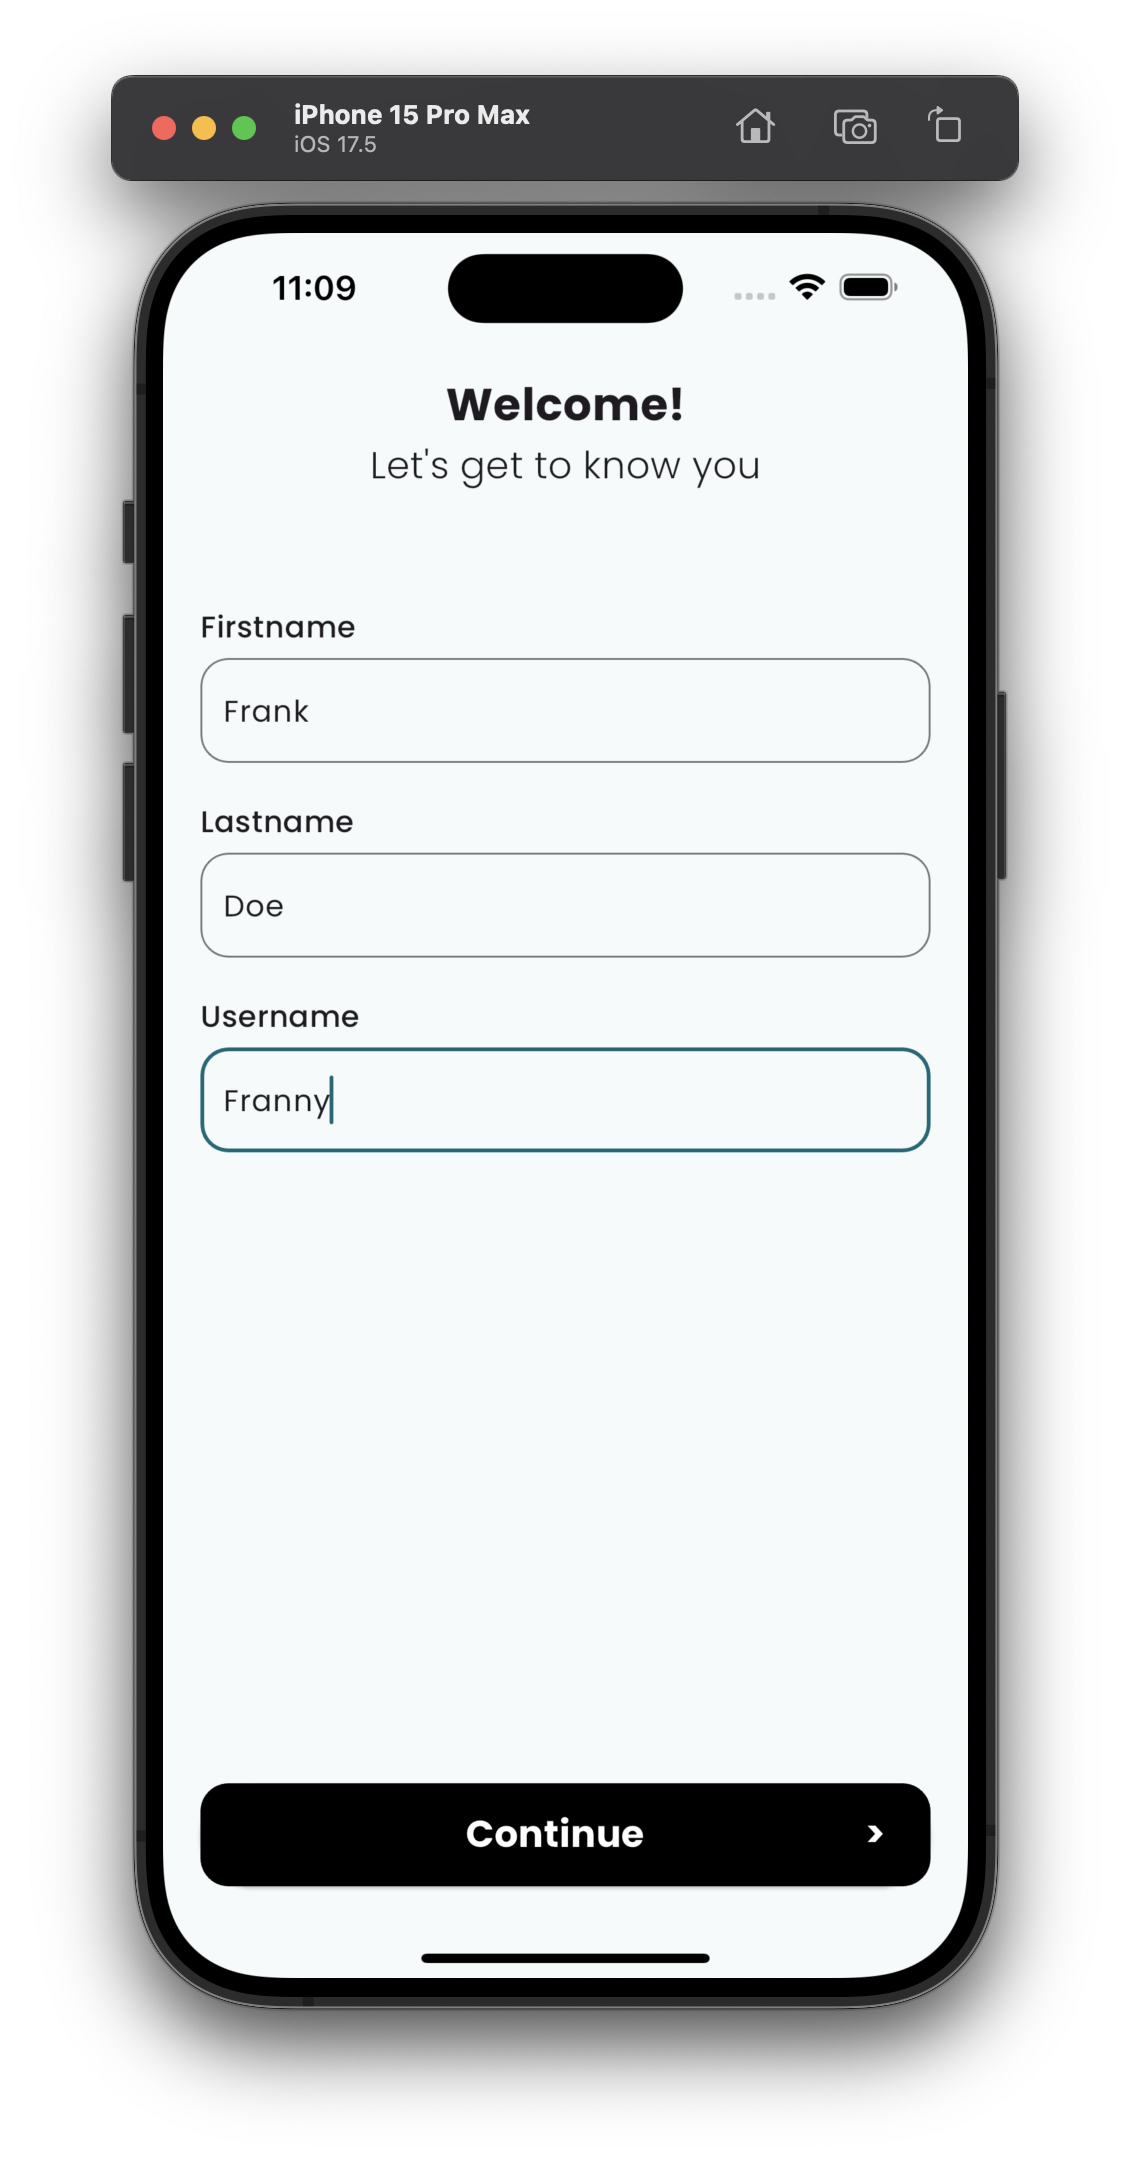 iPhone 15 Pro Max
iOS 17.5
11:09
Welcome!
Let's get to know you
Firstname
Frank
Lastname
Doe
Username
Franny
Continue ›